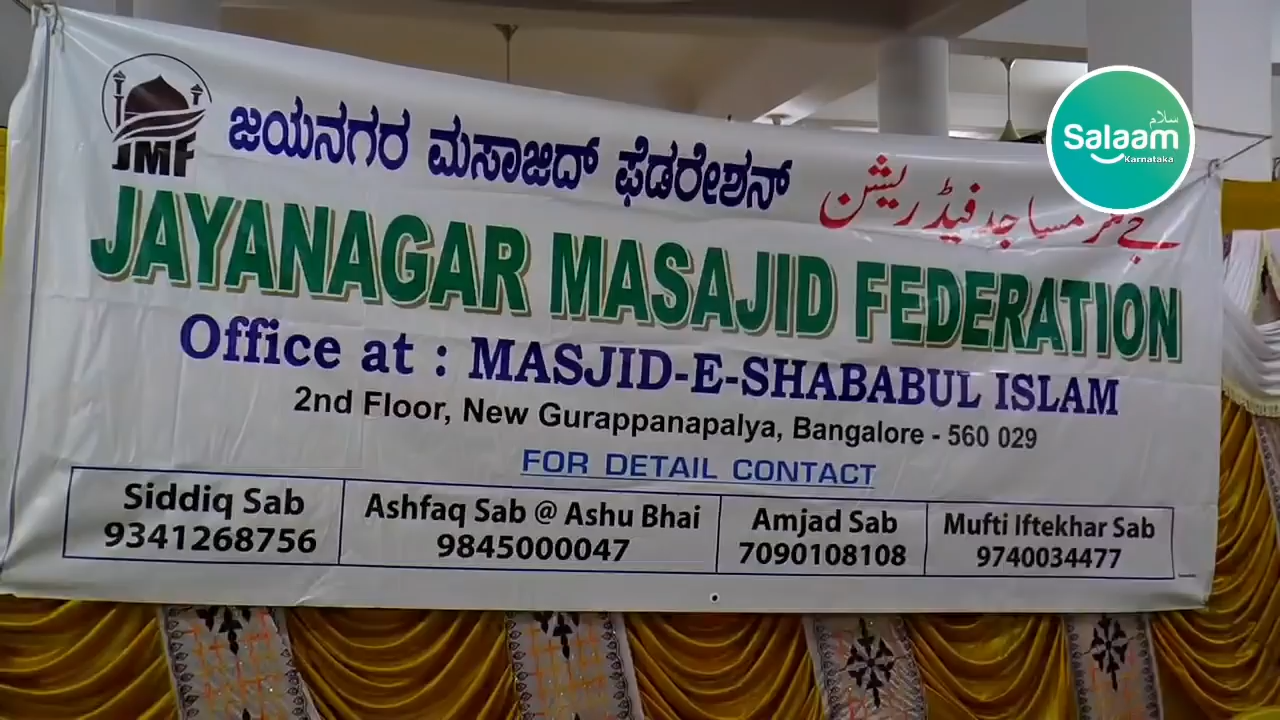 JMF
ಜಯನಗರ ಮಸಾಜಿದ್ ಫೆಡರೇಶನ್
مساجد فیڈریشن
سلام
Salaam
Karnataka
JAYANAGAR MASAJID FEDERATION
Office at : MASJID-E-SHABABUL ISLAM
2nd Floor, New Gurappanapalya, Bangalore - 560 029
FOR DETAIL CONTACT
Siddiq Sab
9341268756
Ashfaq Sab @ Ashu Bhai
9845000047
Amjad Sab
7090108108
Mufti Iftekhar Sab
9740034477